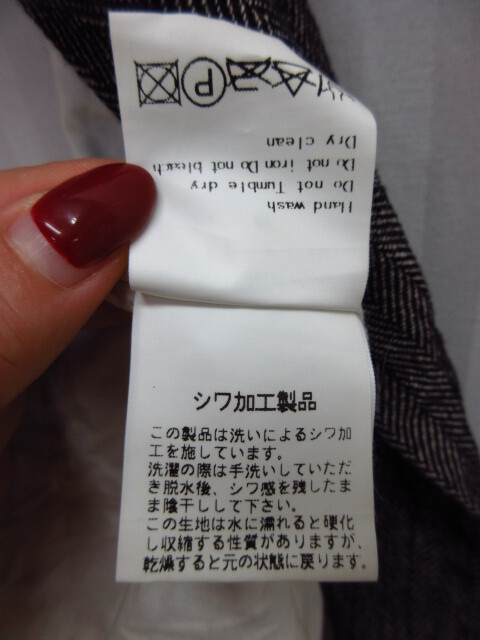 Hand wash
Do not Tumble dry
Do not iron Do not bleach
Dry clean
P
シワ加工製品
この製品は洗いによるシワ加
工を施しています。
洗濯の際は手洗いしていただ
き脱水後、シワ感を残したま
ま陰干しして下さい。
この生地は水に濡れると硬化
し収縮する性質がありますが、
乾燥すると元の状態に戻ります。